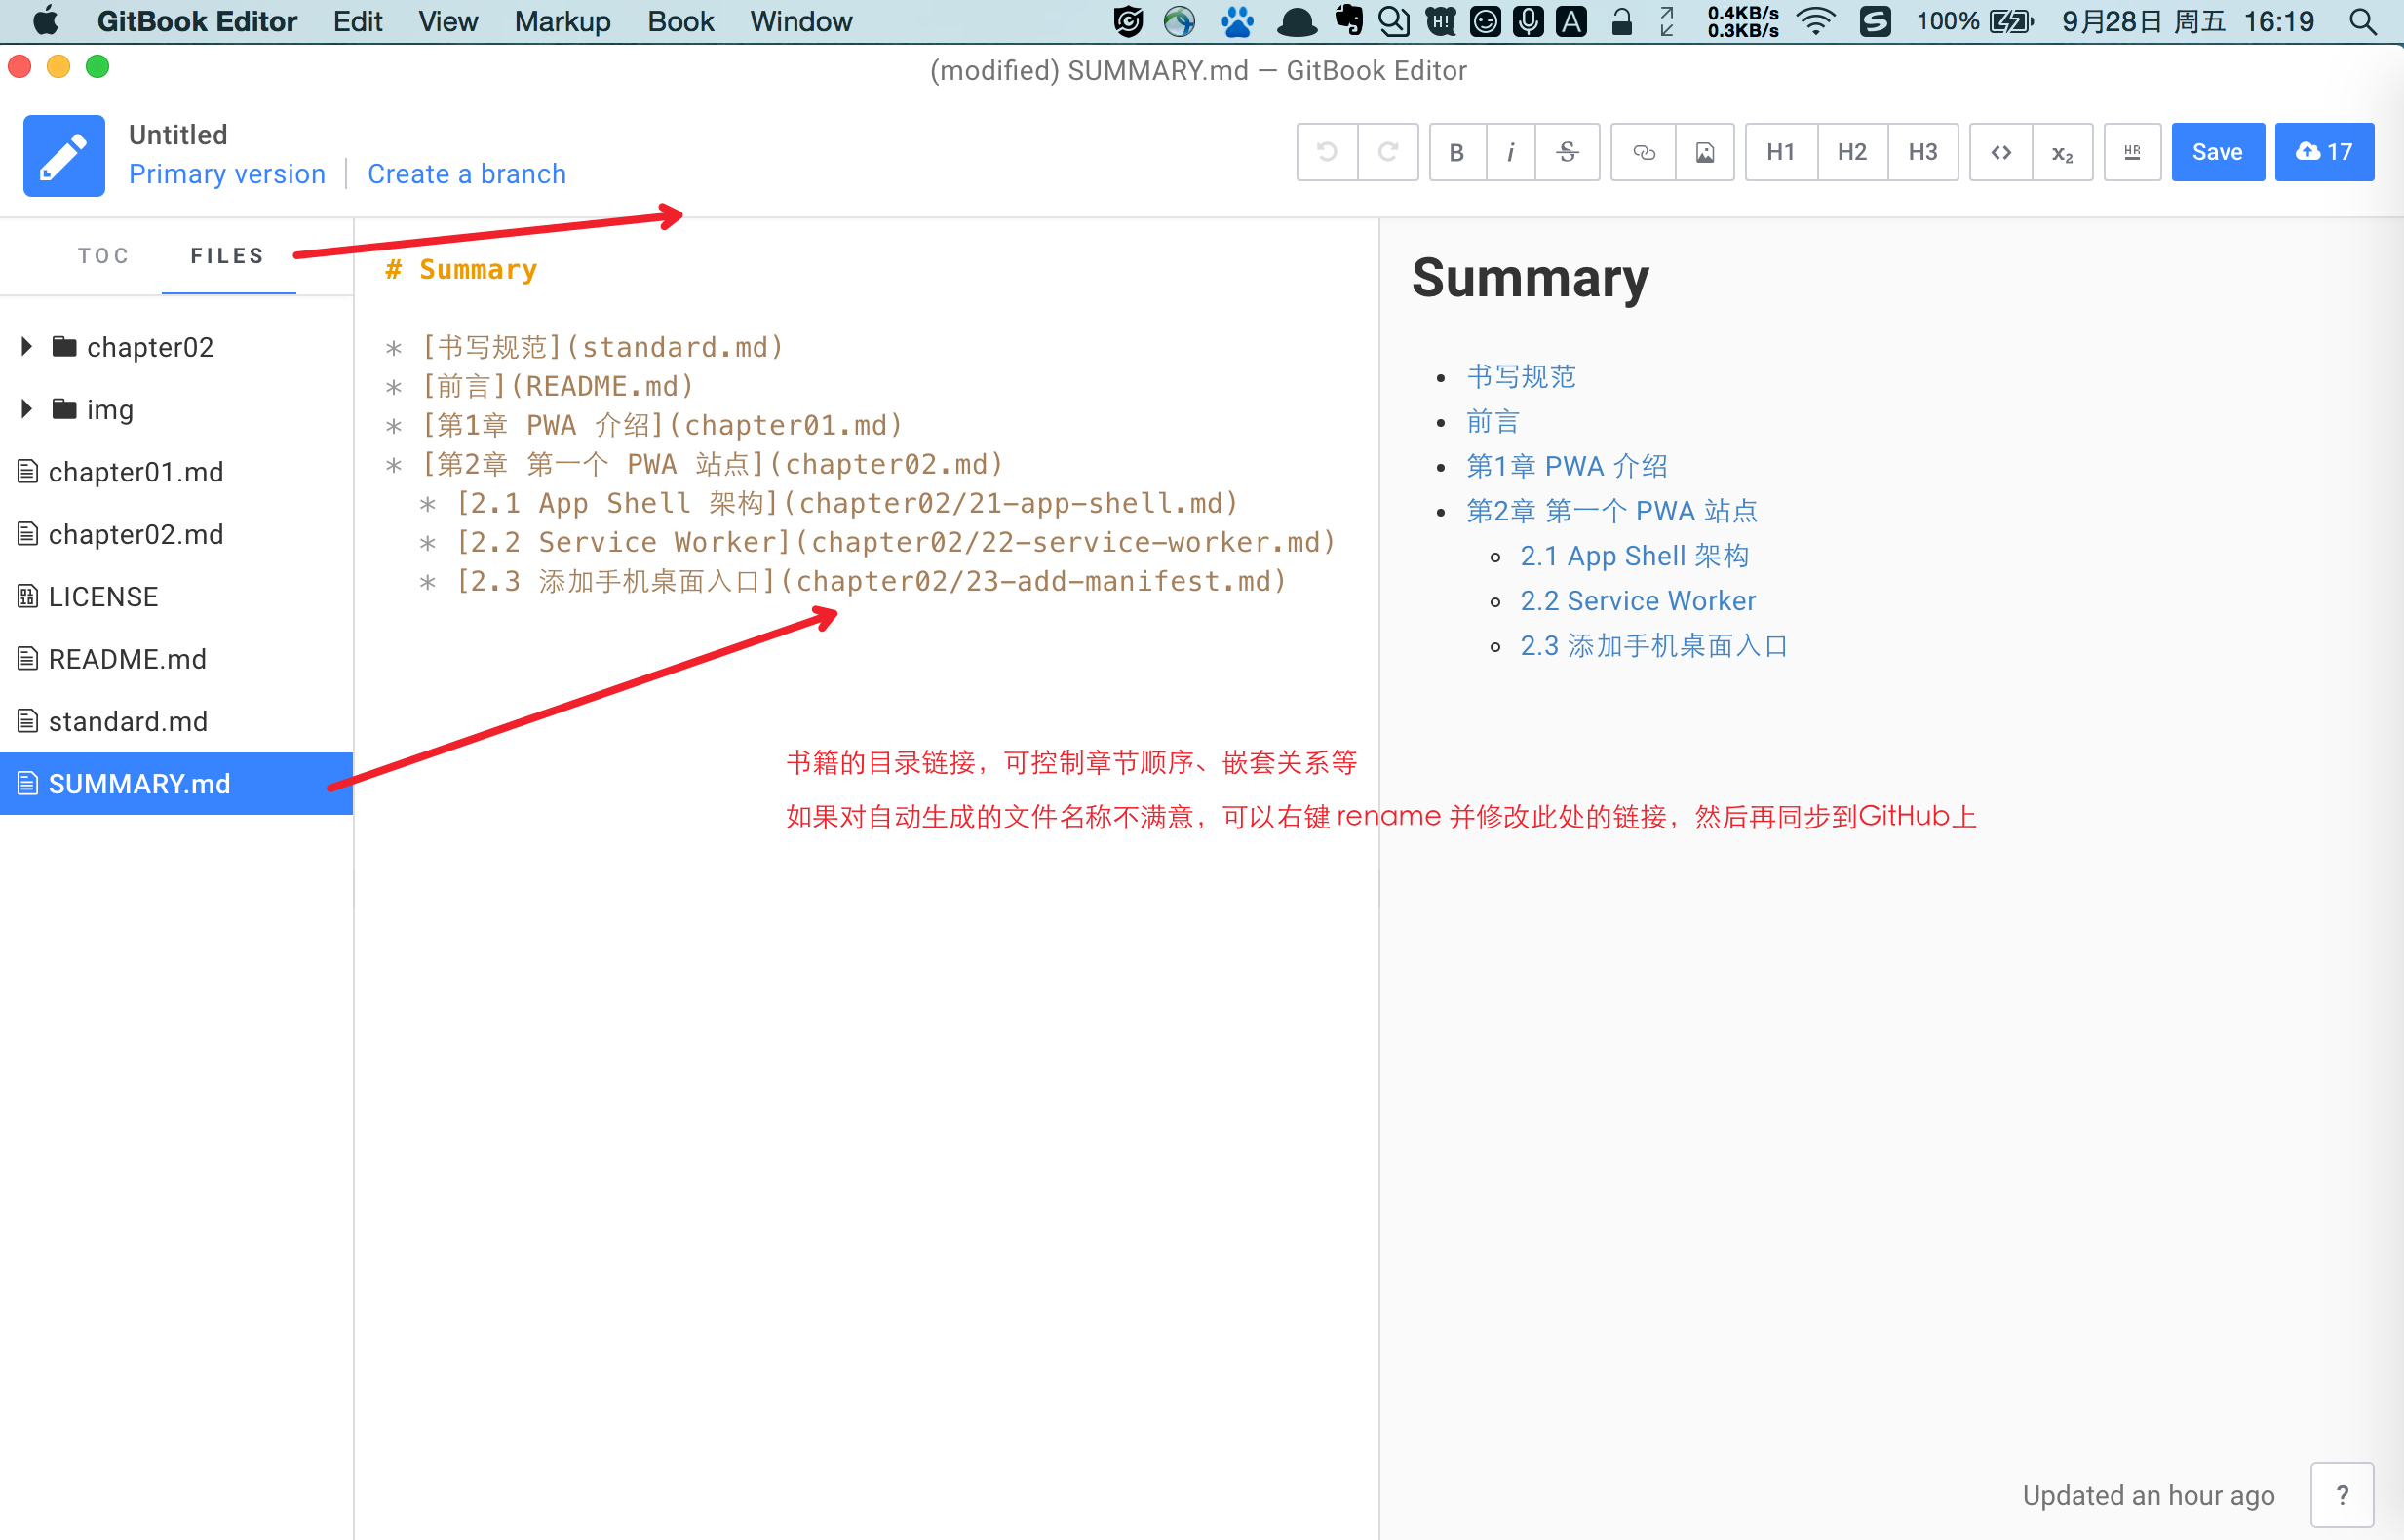 GitBook Editor Edit View Markup Book Window 0.4KB/s 0.3KB/s 100% 9月28日 周五 16:19
(modified) SUMMARY.md — GitBook Editor
Untitled
Primary version Create a branch
B i S H1 H2 H3 <> x₂ HR Save 17
TOC FILES
chapter02
img
chapter01.md
chapter02.md
LICENSE
README.md
standard.md
SUMMARY.md
# Summary
* [书写规范](standard.md)
* [前言](README.md)
* [第1章 PWA 介绍](chapter01.md)
* [第2章 第一个 PWA 站点](chapter02.md)
* [2.1 App Shell 架构](chapter02/21-app-shell.md)
* [2.2 Service Worker](chapter02/22-service-worker.md)
* [2.3 添加手机桌面入口](chapter02/23-add-manifest.md)
书籍的目录链接，可控制章节顺序、嵌套关系等
如果对自动生成的文件名称不满意，可以右键 rename 并修改此处的链接，然后再同步到GitHub上
Summary
书写规范
前言
第1章 PWA 介绍
第2章 第一个 PWA 站点
2.1 App Shell 架构
2.2 Service Worker
2.3 添加手机桌面入口
Updated an hour ago ?